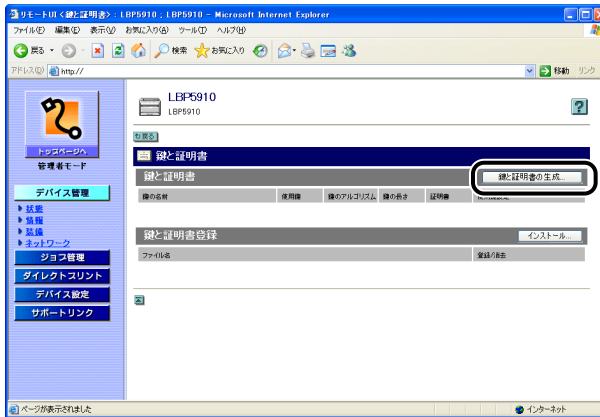 リモートUI <鍵と証明書> : LBP5910 ; LBP5910 - Microsoft Internet Explorer
ファイル(F) 編集(E) 表示(V) お気に入り(A) ツール(T) ヘルプ(H)
戻る 検索 お気に入り
アドレス(D) http:// 移動 リンク
LBP5910
LBP5910
トップページへ
管理者モード
戻る
鍵と証明書
鍵と証明書 鍵と証明書の生成...
鍵の名前 使用鍵 鍵のアルゴリズム 鍵の長さ 証明書
デバイス管理
状態
情報
装備
ネットワーク
ジョブ管理
ダイレクトプリント
デバイス設定
サポートリンク
鍵と証明書登録 インストール...
ファイル名 登録/消去
ページが表示されました インターネット